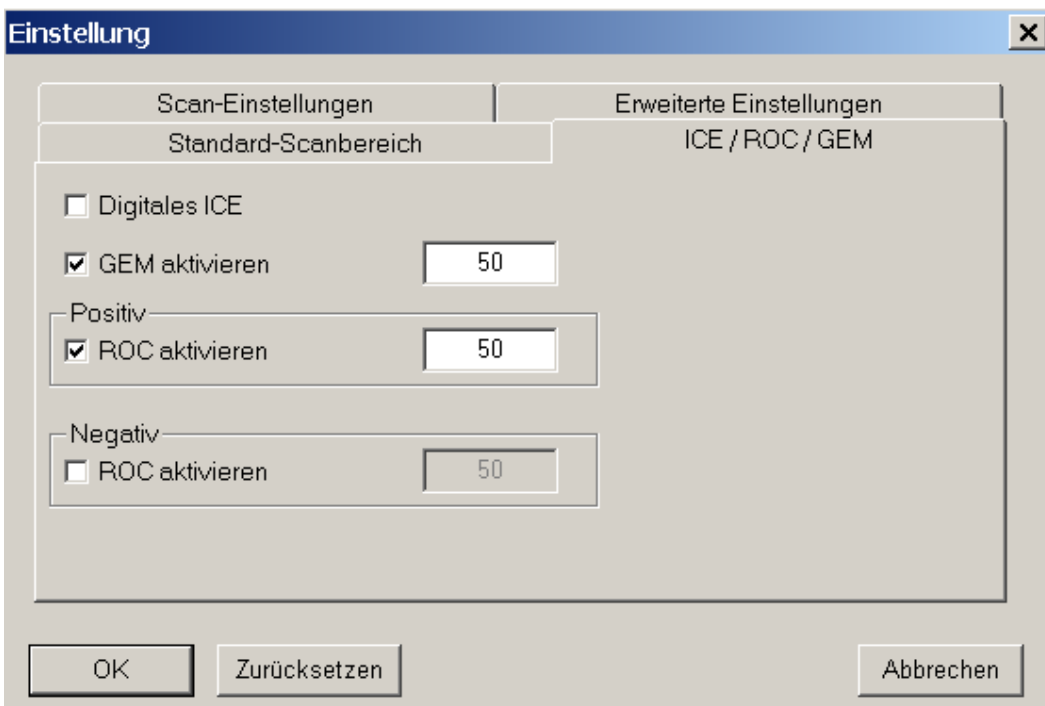 Einstellung
Scan-Einstellungen
Erweiterte Einstellungen
Standard-Scanbereich
ICE / ROC / GEM
Digitales ICE
GEM aktivieren 50
Positiv
ROC aktivieren 50
Negativ
ROC aktivieren 50
OK
Zurücksetzen
Abbrechen